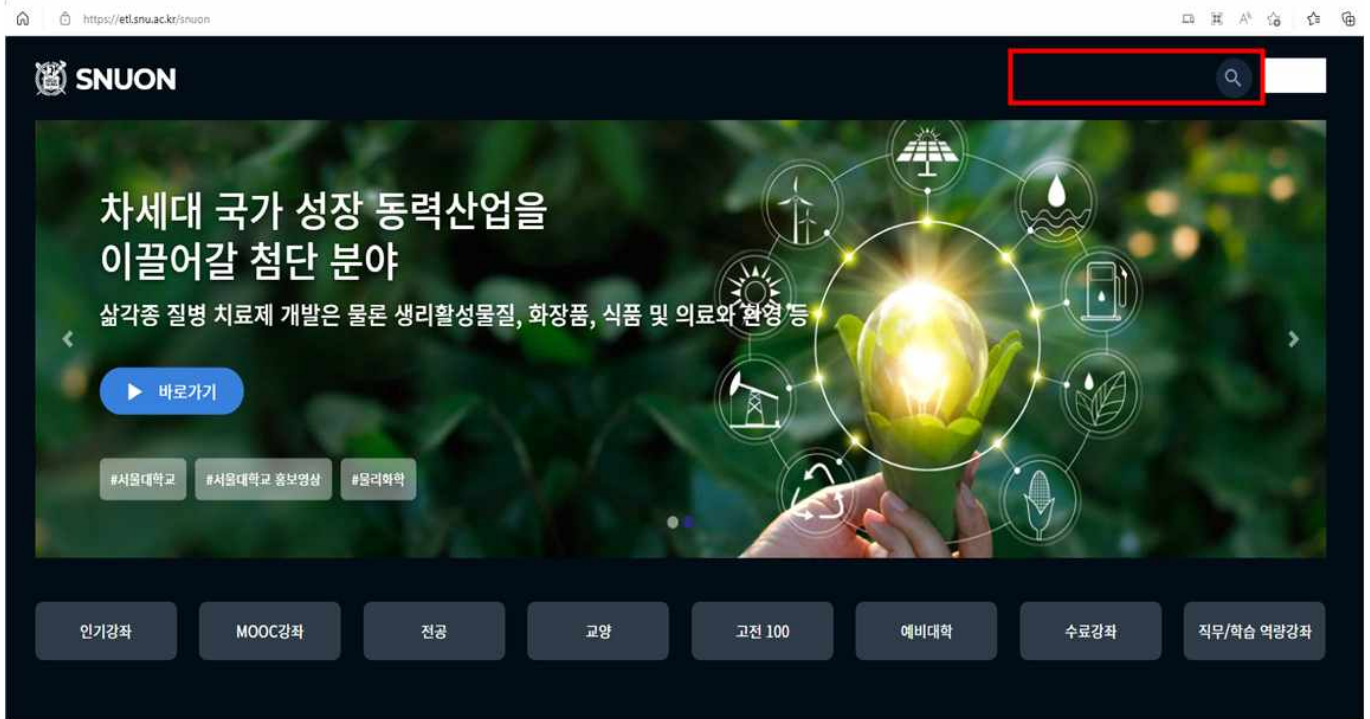 https://etl.snu.ac.kr/snuon
SNUON
차세대 국가 성장 동력산업을
이끌어갈 첨단 분야
삶각종 질병 치료제 개발은 물론 생리활성물질, 화장품, 식품 및 의료와 환경 등
바로가기
#서울대학교 #서울대학교 홍보영상 #물리화학
인기강좌 MOOC강좌 전공 교양 고전 100 예비대학 수료강좌 직무/학습 역량강좌